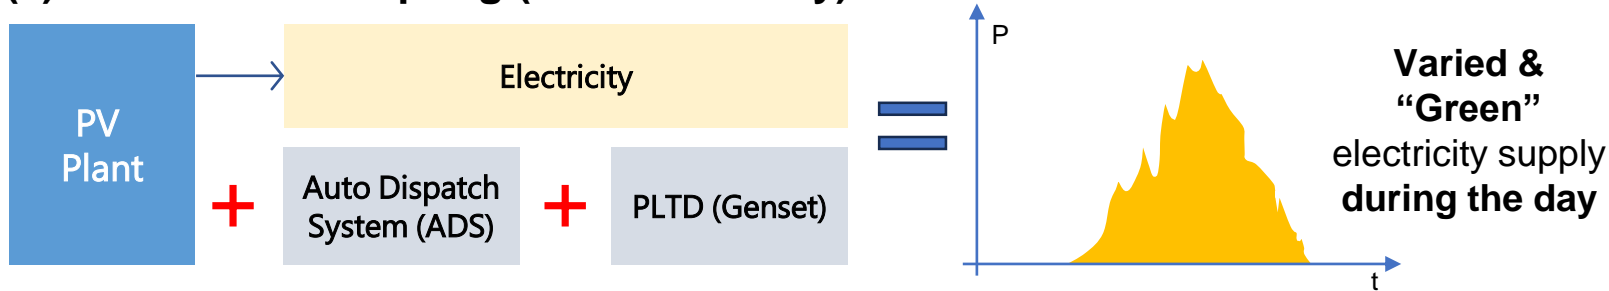 PV
Plant
Electricity
Auto Dispatch
System (ADS)
PLTD (Genset)
P
t
Varied &
“Green”
electricity supply
during the day